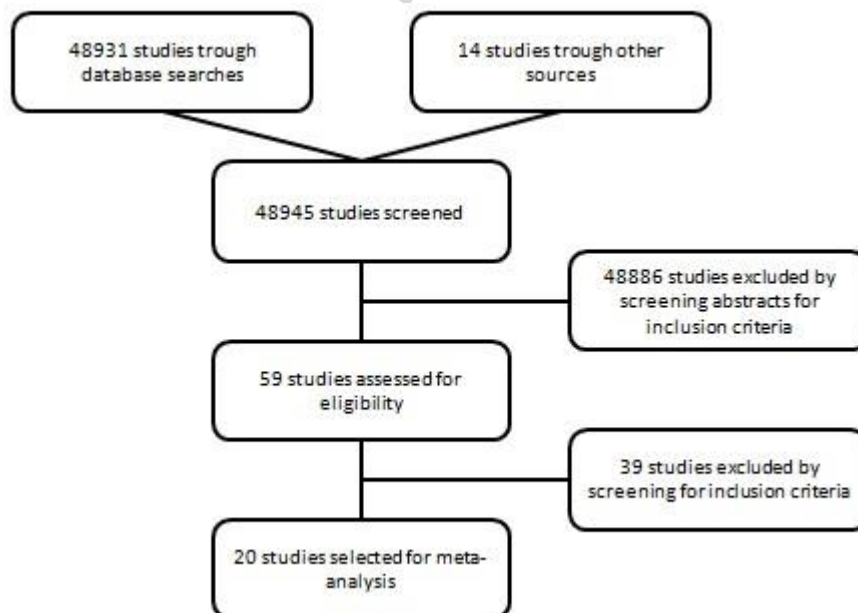 48931 studies trough
database searches
14 studies trough other
sources
48945 studies screened
48886 studies excluded by
screening abstracts for
inclusion criteria
59 studies assessed for
eligibility
39 studies excluded by
screening for inclusion criteria
20 studies selected for meta-
analysis